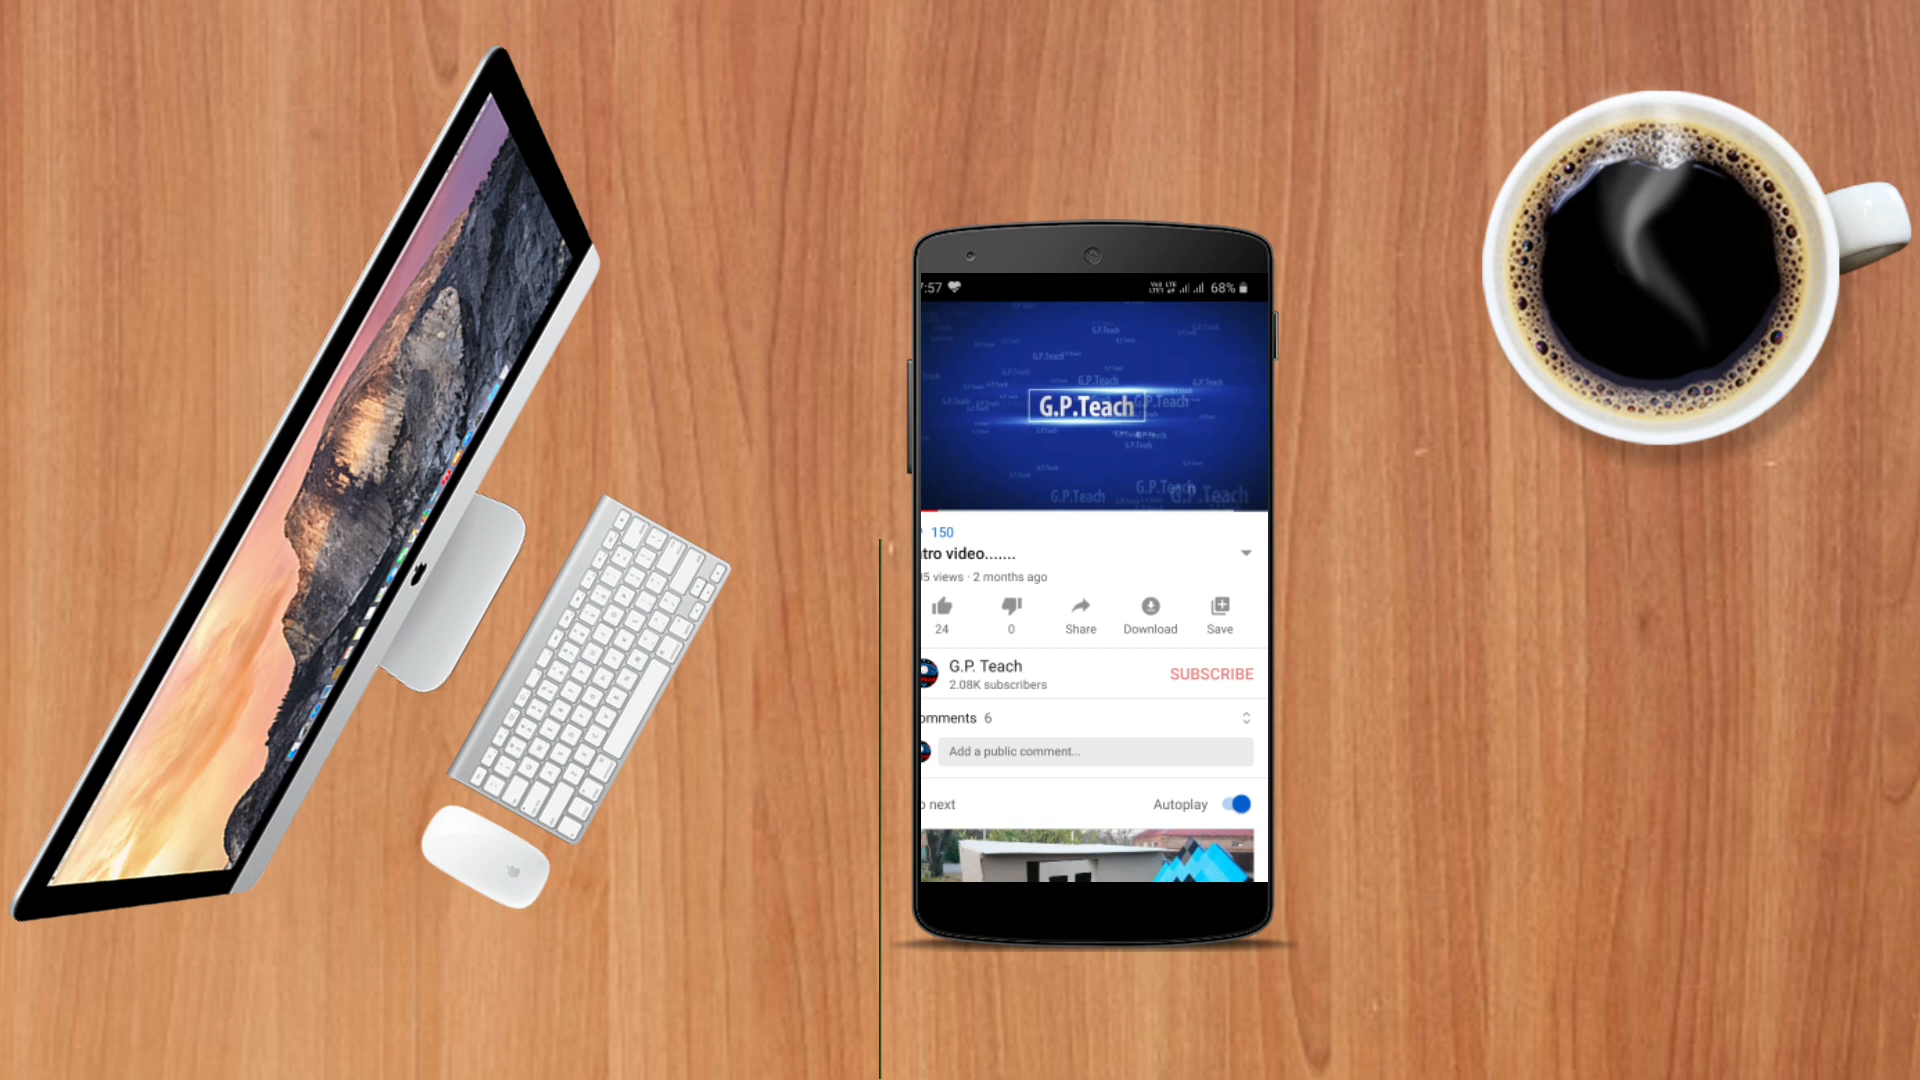 :57 68%
G.P.Teach
150
tro video.......
5 views · 2 months ago
24 0 Share Download Save
G.P. Teach
2.08K subscribers
SUBSCRIBE
omments 6
Add a public comment...
next Autoplay